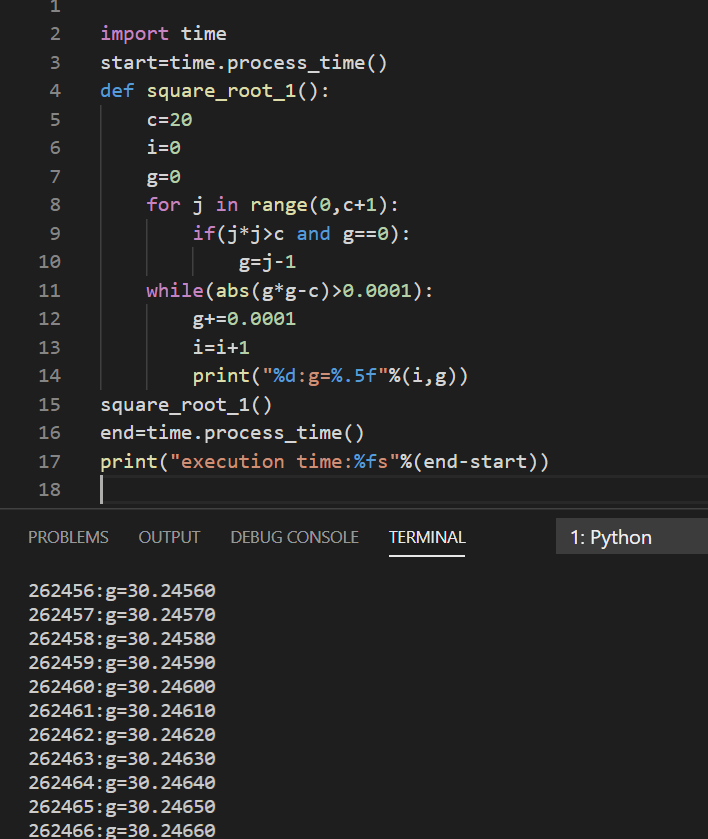 1
2 import time
3 start=time.process_time()
4 def square_root_1():
5     c=20
6     i=0
7     g=0
8     for j in range(0,c+1):
9         if(j*j>c and g==0):
10             g=j-1
11     while(abs(g*g-c)>0.0001):
12         g+=0.0001
13         i=i+1
14         print("%d:g=%.5f"%(i,g))
15 square_root_1()
16 end=time.process_time()
17 print("execution time:%fs"%(end-start))
18
PROBLEMS OUTPUT DEBUG CONSOLE TERMINAL 1: Python
262456:g=30.24560
262457:g=30.24570
262458:g=30.24580
262459:g=30.24590
262460:g=30.24600
262461:g=30.24610
262462:g=30.24620
262463:g=30.24630
262464:g=30.24640
262465:g=30.24650
262466:g=30.24660